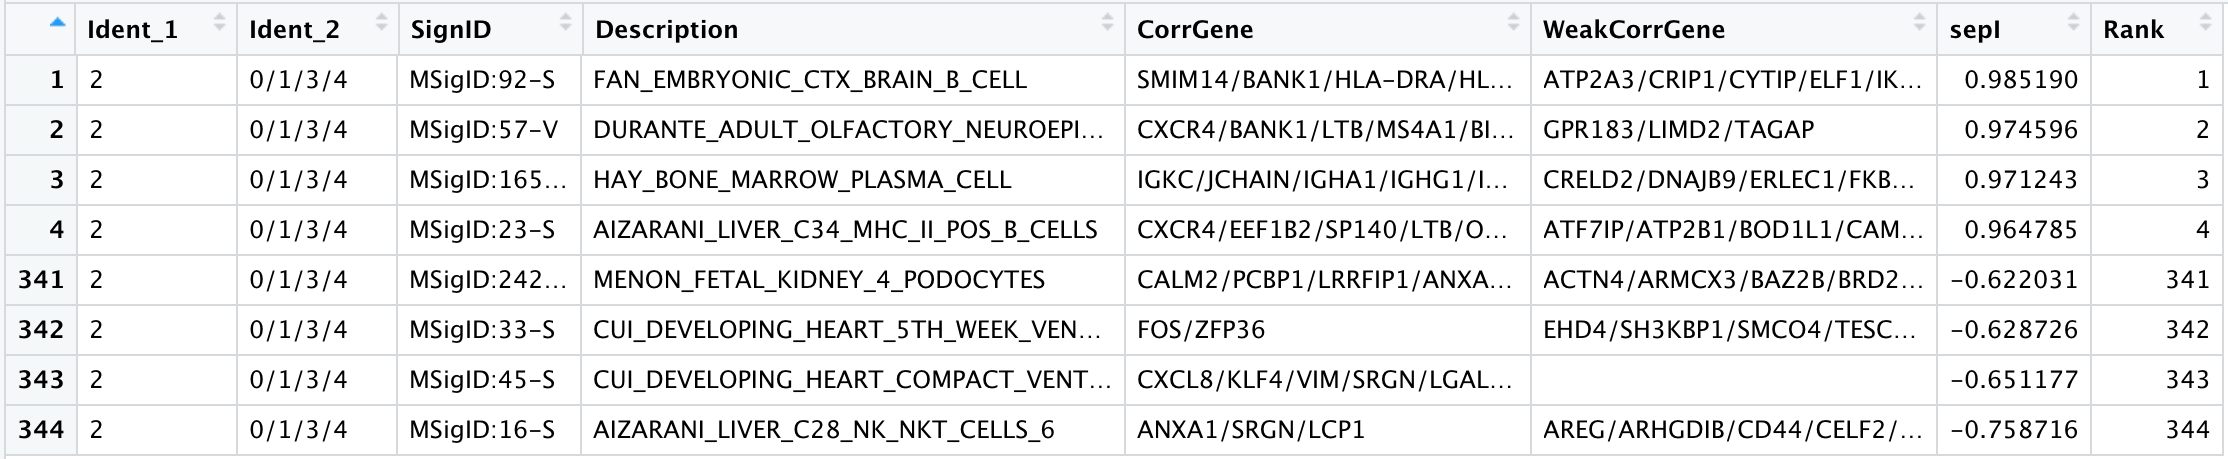 Ident_1 Ident_2 SignID Description CorrGene WeakCorrGene sepI Rank
1 2 0/1/3/4 MSigID:92-S FAN_EMBRYONIC_CTX_BRAIN_B_CELL SMIM14/BANK1/HLA-DRA/HL... ATP2A3/CRIP1/CYTIP/ELF1/IK... 0.985190 1
2 2 0/1/3/4 MSigID:57-V DURANTE_ADULT_OLFACTORY_NEUROEPI... CXCR4/BANK1/LTB/MS4A1/BI... GPR183/LIMD2/TAGAP 0.974596 2
3 2 0/1/3/4 MSigID:165... HAY_BONE_MARROW_PLASMA_CELL IGKC/JCHAIN/IGHA1/IGHG1/I... CRELD2/DNAJB9/ERLEC1/FKB... 0.971243 3
4 2 0/1/3/4 MSigID:23-S AIZARANI_LIVER_C34_MHC_II_POS_B_CELLS CXCR4/EEF1B2/SP140/LTB/O... ATF7IP/ATP2B1/BOD1L1/CAM... 0.964785 4
341 2 0/1/3/4 MSigID:242... MENON_FETAL_KIDNEY_4_PODOCYTES CALM2/PCBP1/LRRFIP1/ANXA... ACTN4/ARMCX3/BAZ2B/BRD2... -0.622031 341
342 2 0/1/3/4 MSigID:33-S CUI_DEVELOPING_HEART_5TH_WEEK_VEN... FOS/ZFP36 EHD4/SH3KBP1/SMCO4/TESC... -0.628726 342
343 2 0/1/3/4 MSigID:45-S CUI_DEVELOPING_HEART_COMPACT_VENT... CXCL8/KLF4/VIM/SRGN/LGAL... -0.651177 343
344 2 0/1/3/4 MSigID:16-S AIZARANI_LIVER_C28_NK_NKT_CELLS_6 ANXA1/SRGN/LCP1 AREG/ARHGDIB/CD44/CELF2/... -0.758716 344